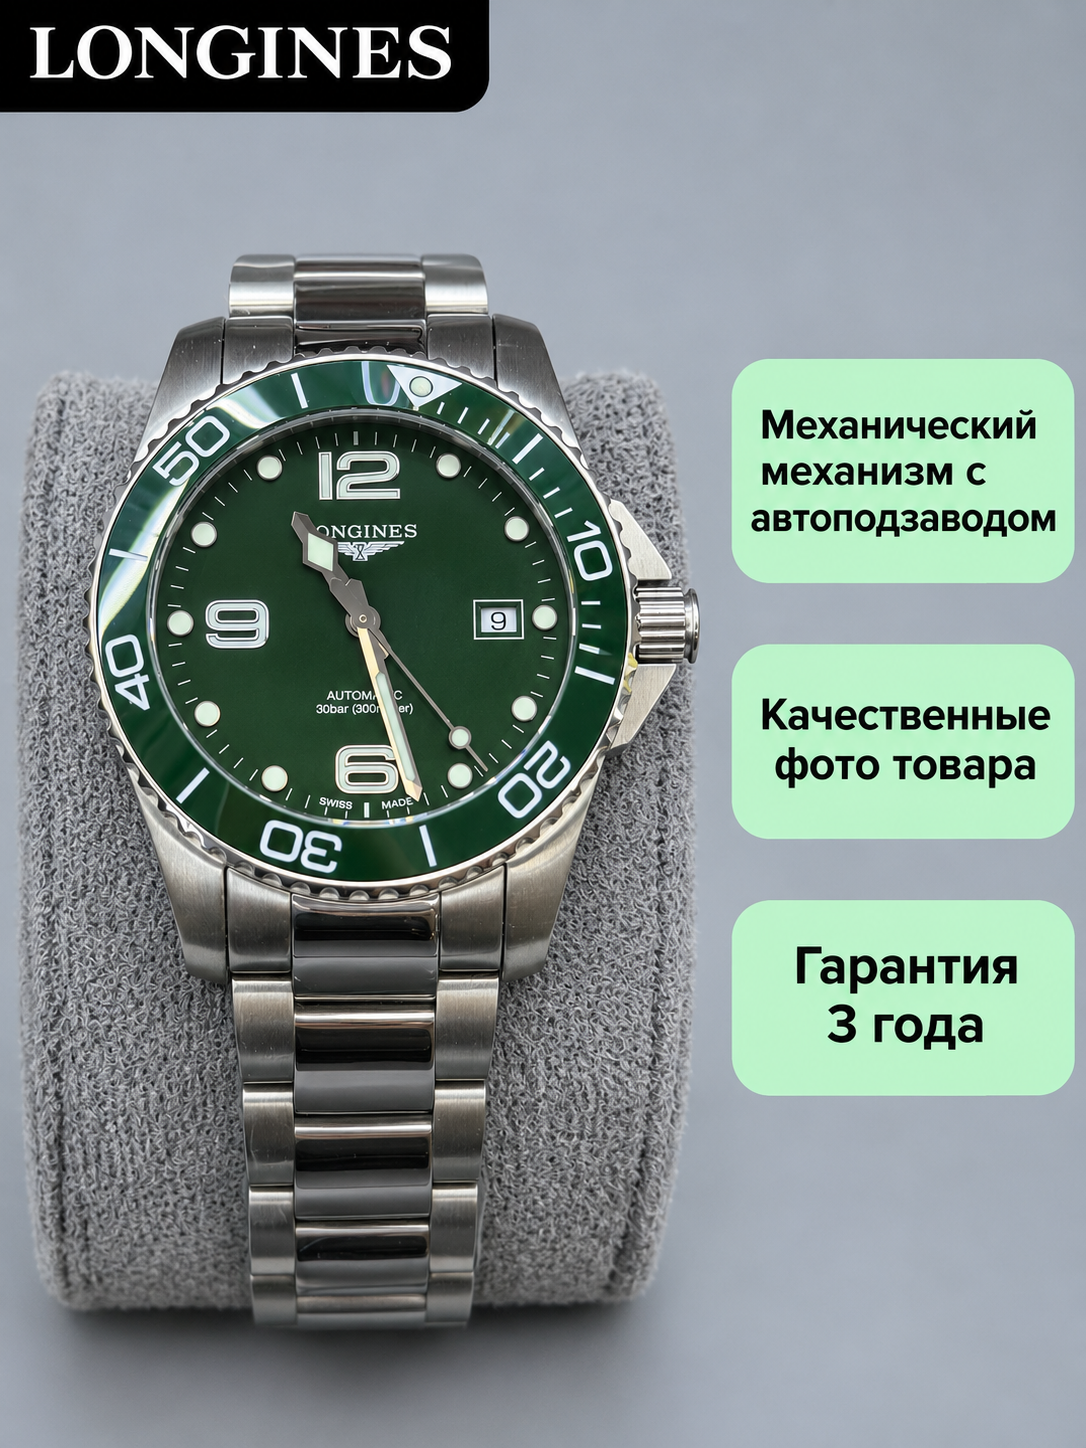 LONGINES
Механический
механизм с
автоподзаводом
Качественные
фото товара
Гарантия
3 года
50
10
40
20
30
12
LONGINES
9
9
AUTOMATIC
30bar (300meter)
6
SWISS MADE